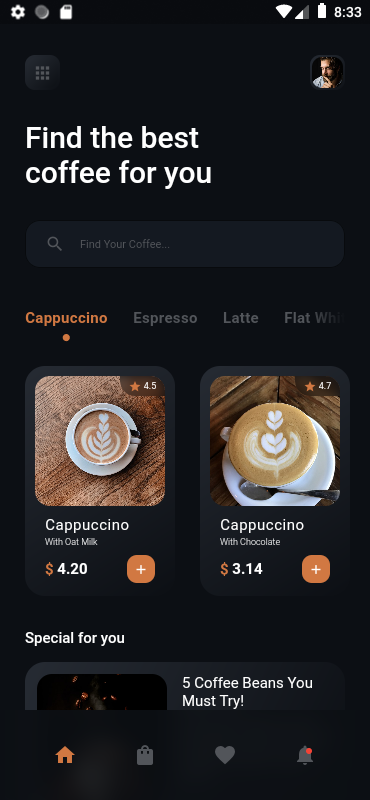 8:33
Find the best
coffee for you
Find Your Coffee...
Cappuccino Espresso Latte Flat Whi
4.5
4.7
Cappuccino
With Oat Milk
$ 4.20
Cappuccino
With Chocolate
$ 3.14
Special for you
5 Coffee Beans You
Must Try!